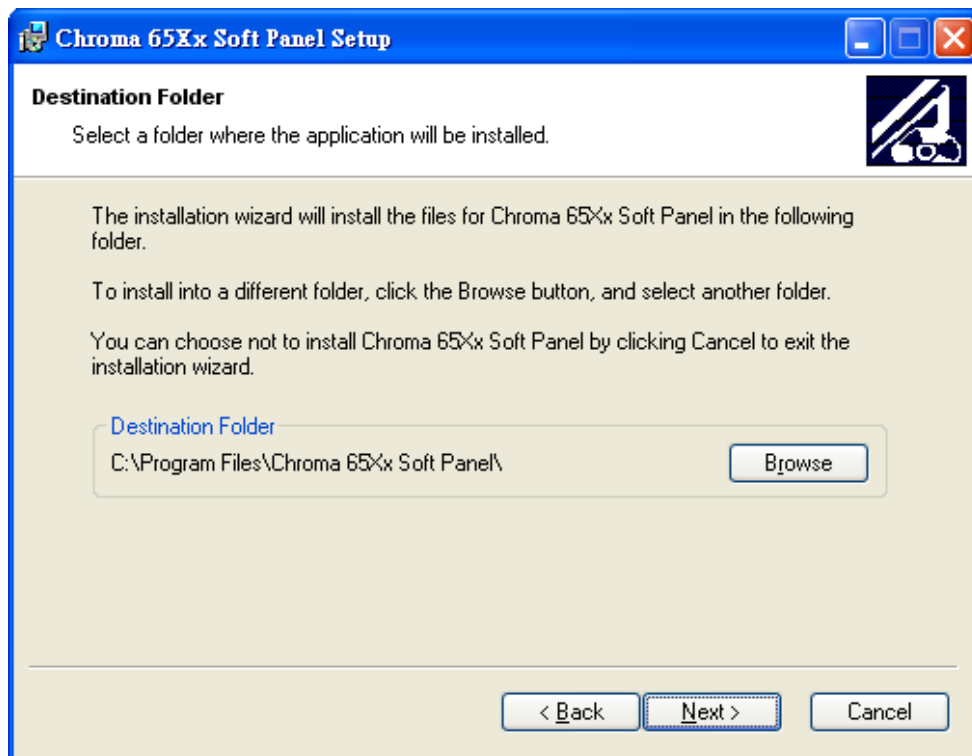 Chroma 65Xx Soft Panel Setup
Destination Folder
Select a folder where the application will be installed.
The installation wizard will install the files for Chroma 65Xx Soft Panel in the following
folder.
To install into a different folder, click the Browse button, and select another folder.
You can choose not to install Chroma 65Xx Soft Panel by clicking Cancel to exit the
installation wizard.
Destination Folder
C:\Program Files\Chroma 65Xx Soft Panel\
Browse
< Back
Next >
Cancel